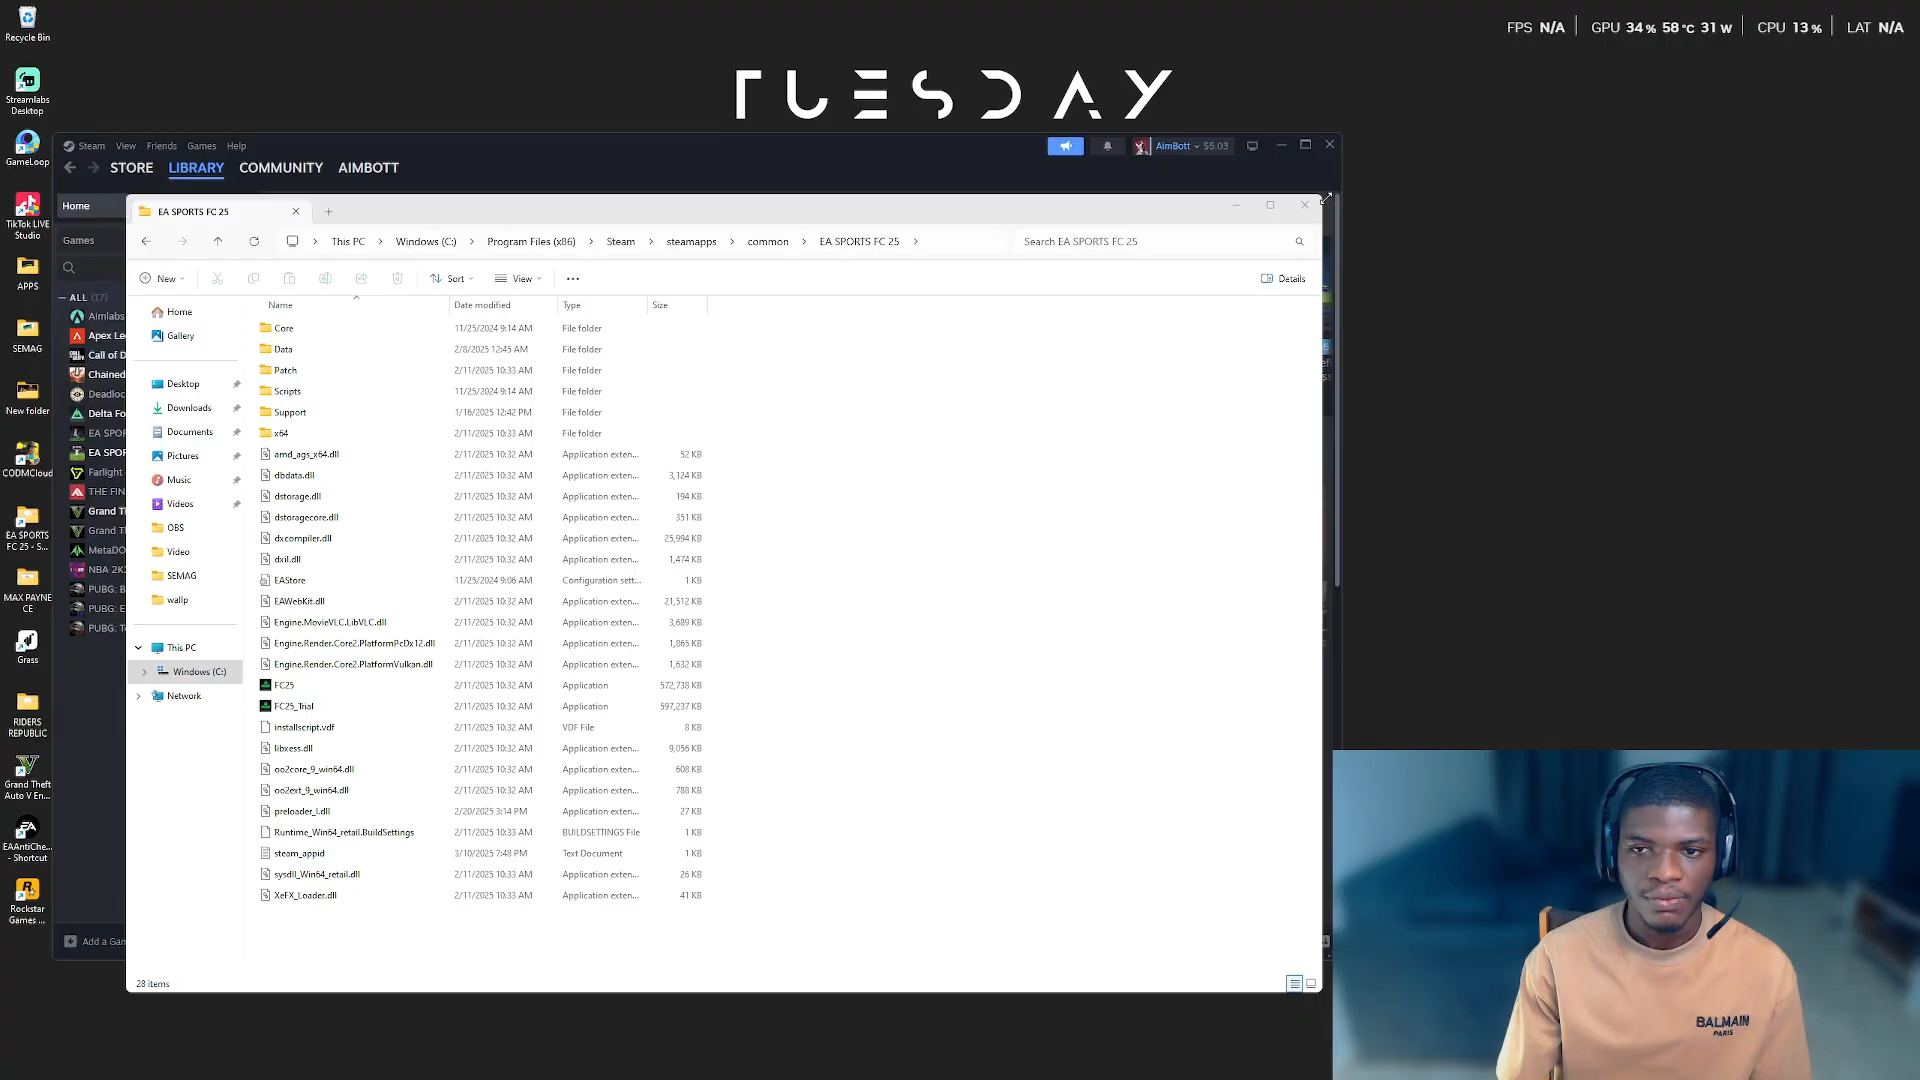 Recycle Bin
FPS N/A GPU 34 % 58 °C 31 W CPU 13 % LAT N/A
TUESDAY
Streamlabs
Desktop
GameLoop
TikTok LIVE
Studio
APPS
SEMAG
New folder
CODMCloud
EA SPORTS
FC 25 - S...
MAX PAYNE
CE
Grass
RIDERS
REPUBLIC
Grand Theft
Auto V En...
EAAntiChe...
- Shortcut
Rockstar
Games ...
Steam View Friends Games Help
AimBott $5.03
STORE LIBRARY COMMUNITY AIMBOTT
Home
Games
ALL (17)
Aimlabs
Apex Le
Call of D
Chained
Deadloc
Delta Fo
EA SPOR
EA SPOR
Farlight
THE FIN
Grand T
Grand T
MetaDO
NBA 2K
PUBG: B
PUBG: E
PUBG: T
Add a Gam
EA SPORTS FC 25
This PC Windows (C:) Program Files (x86) Steam steamapps common EA SPORTS FC 25
Search EA SPORTS FC 25
New Sort View ... Details
Home
Gallery
Desktop
Downloads
Documents
Pictures
Music
Videos
OBS
Video
SEMAG
wallp
This PC
Windows (C:)
Network
Name Date modified Type Size
Core 11/25/2024 9:14 AM File folder
Data 2/8/2025 12:45 AM File folder
Patch 2/11/2025 10:33 AM File folder
Scripts 11/25/2024 9:14 AM File folder
Support 1/16/2025 12:42 PM File folder
x64 2/11/2025 10:33 AM File folder
amd_ags_x64.dll 2/11/2025 10:32 AM Application exten... 52 KB
dbdata.dll 2/11/2025 10:32 AM Application exten... 3,124 KB
dstorage.dll 2/11/2025 10:32 AM Application exten... 194 KB
dstoragecore.dll 2/11/2025 10:32 AM Application exten... 351 KB
dxcompiler.dll 2/11/2025 10:32 AM Application exten... 25,994 KB
dxil.dll 2/11/2025 10:32 AM Application exten... 1,474 KB
EAStore 11/25/2024 9:06 AM Configuration sett... 1 KB
EAWebKit.dll 2/11/2025 10:32 AM Application exten... 21,512 KB
Engine.MovieVLC.LibVLC.dll 2/11/2025 10:32 AM Application exten... 3,689 KB
Engine.Render.Core2.PlatformPcDx12.dll 2/11/2025 10:32 AM Application exten... 1,865 KB
Engine.Render.Core2.PlatformVulkan.dll 2/11/2025 10:32 AM Application exten... 1,632 KB
FC25 2/11/2025 10:32 AM Application 572,738 KB
FC25_Trial 2/11/2025 10:32 AM Application 597,237 KB
installscript.vdf 2/11/2025 10:32 AM VDF File 8 KB
libxess.dll 2/11/2025 10:32 AM Application exten... 9,056 KB
oo2core_9_win64.dll 2/11/2025 10:32 AM Application exten... 608 KB
oo2ext_9_win64.dll 2/11/2025 10:32 AM Application exten... 788 KB
preloader_l.dll 2/20/2025 3:14 PM Application exten... 27 KB
Runtime_Win64_retail.BuildSettings 2/11/2025 10:33 AM BUILDSETTINGS File 1 KB
steam_appid 3/10/2025 7:48 PM Text Document 1 KB
sysdll_Win64_retail.dll 2/11/2025 10:33 AM Application exten... 26 KB
XeFX_Loader.dll 2/11/2025 10:33 AM Application exten... 41 KB
28 items
BALMAIN
PARIS